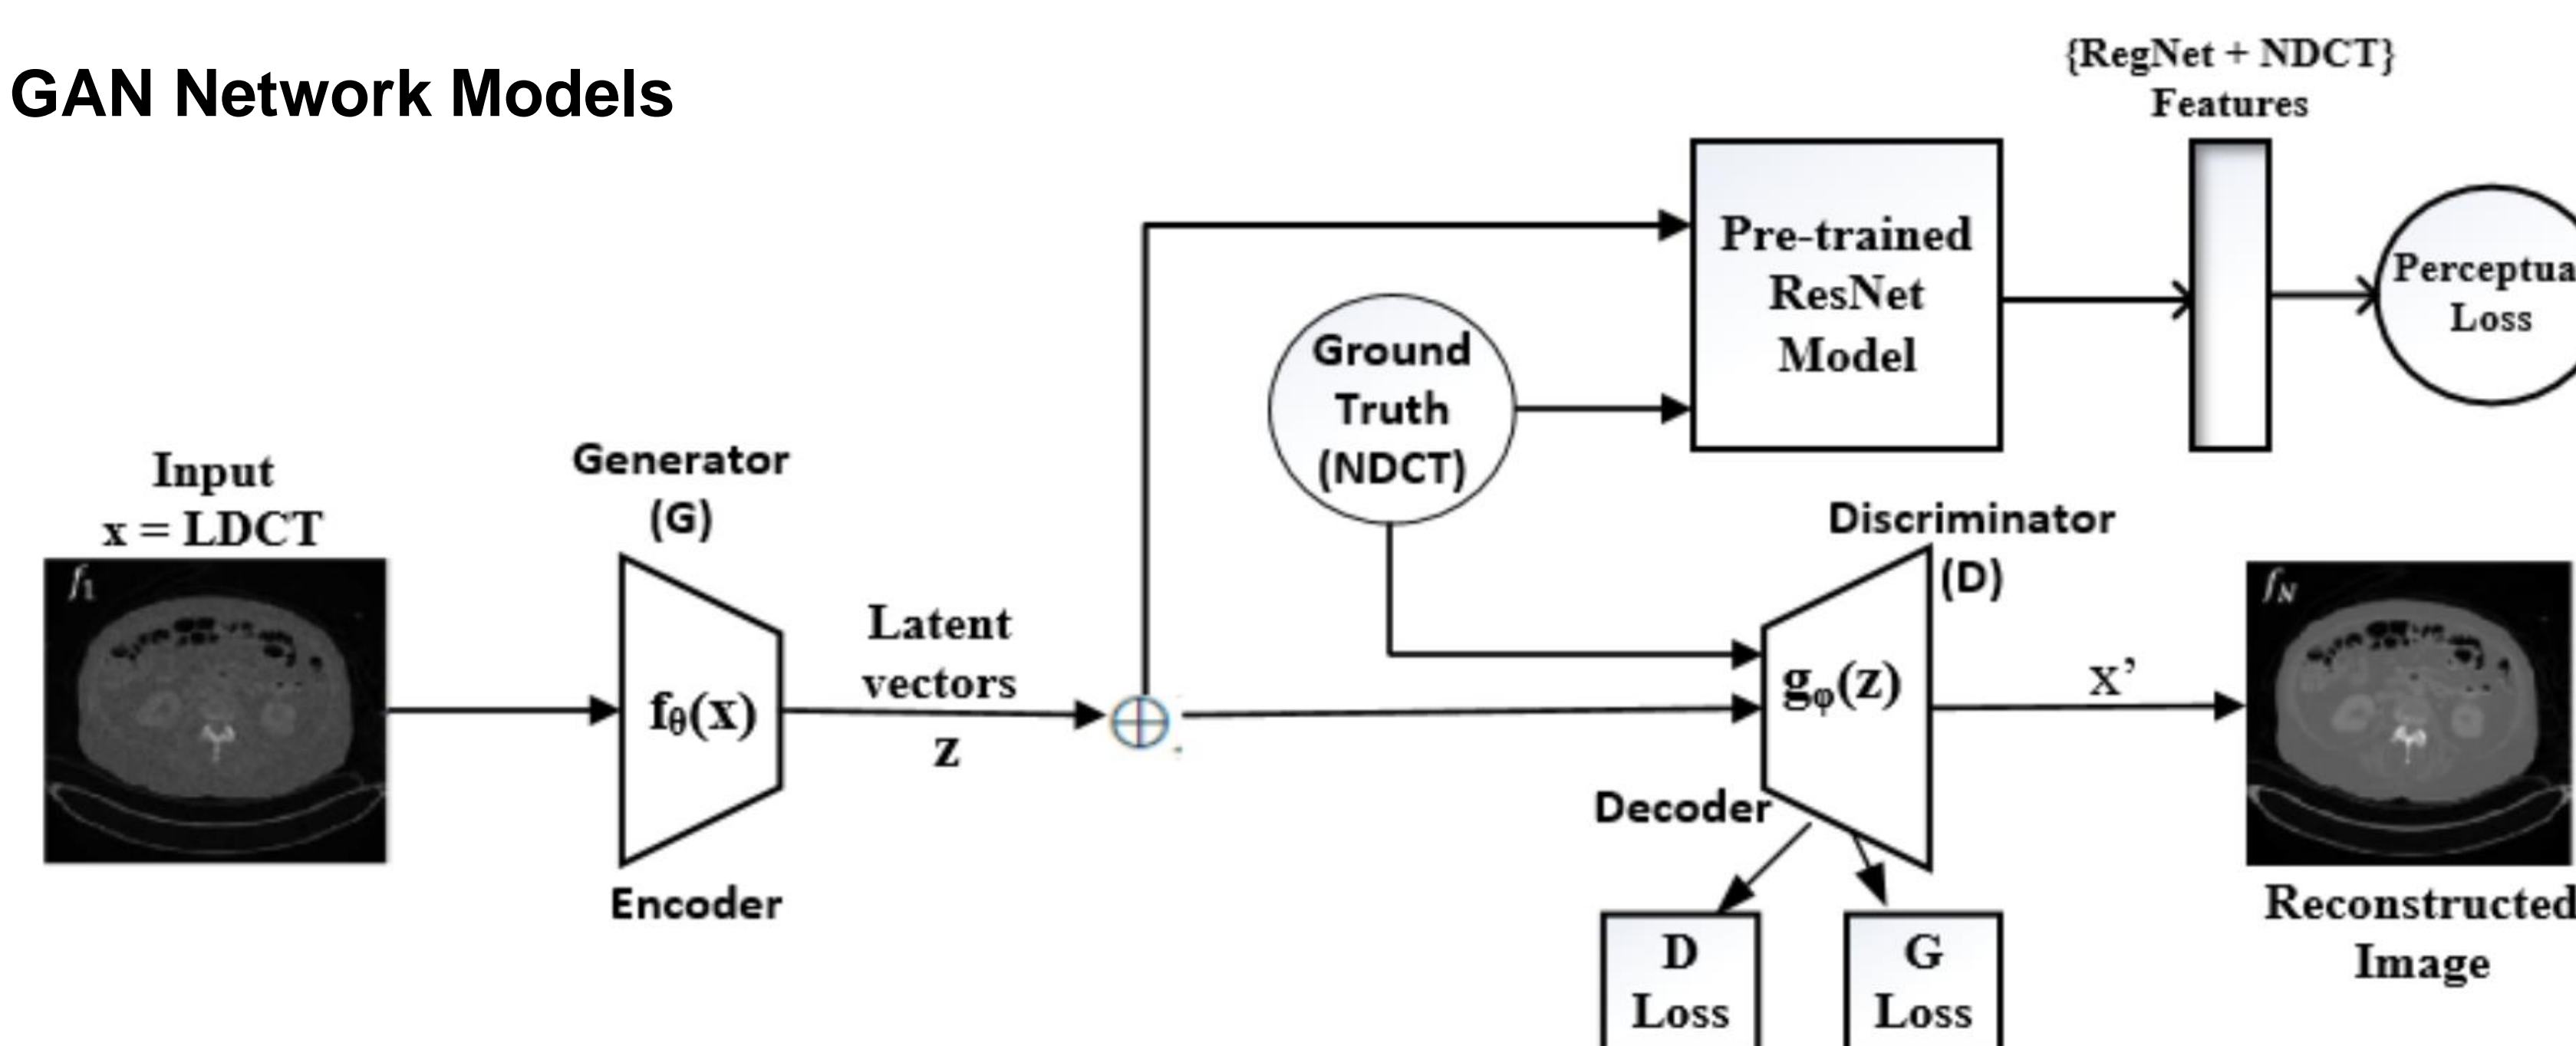 GAN Network Models
{RegNet + NDCT}
Features
Pre-trained
ResNet
Model
Perceptua
Loss
Ground
Truth
(NDCT)
Input
x = LDCT
f1
Generator
(G)
fθ(x)
Encoder
Latent
vectors
z
Discriminator
(D)
gφ(z)
Decoder
x’
fN
Reconstructed
Image
D
Loss
G
Loss